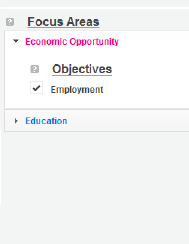 ? Focus Areas
Economic Opportunity
? Objectives
Employment
Education